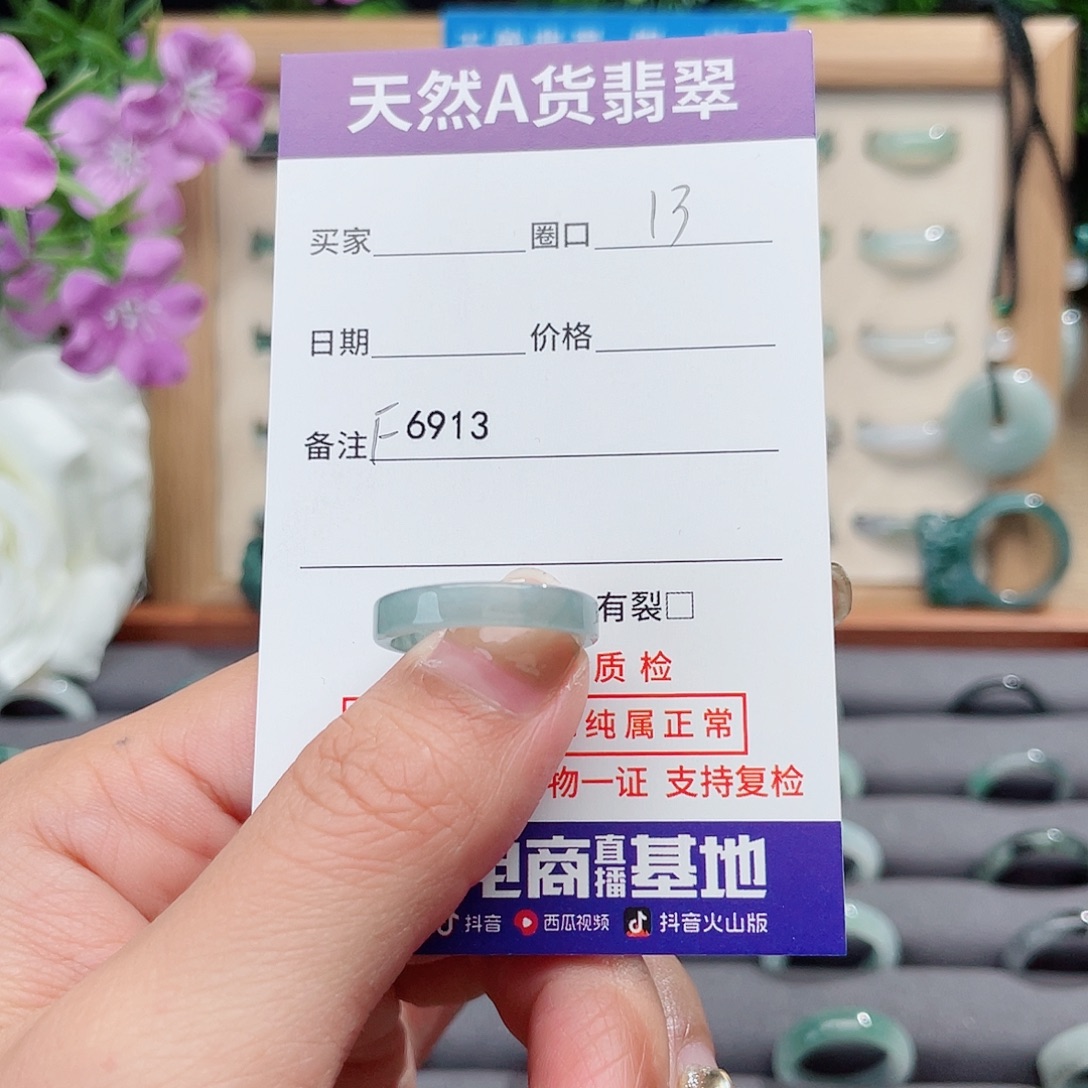 天然A货翡翠
买家 圈口 13
日期 价格
备注 F6913
有裂□
质检
纯属正常
物一证 支持复检
电商直播基地
抖音 西瓜视频 抖音火山版